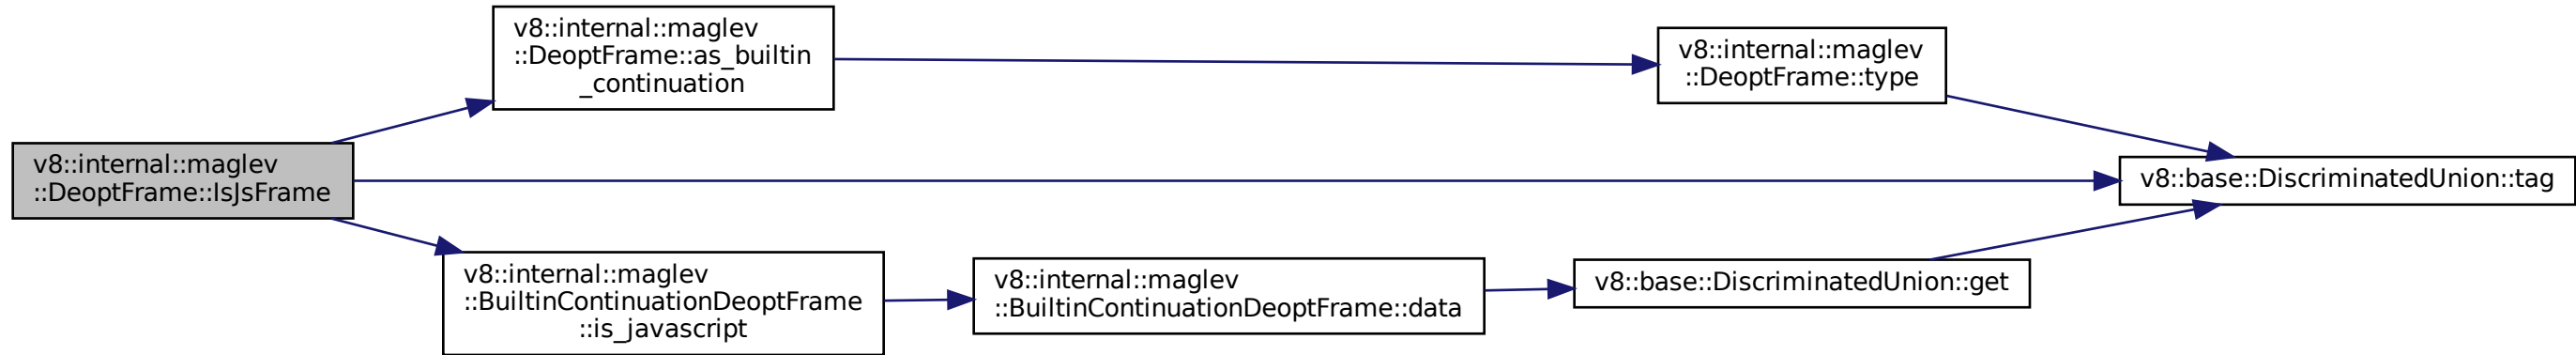 v8::internal::maglev
::DeoptFrame::IsJsFrame
v8::internal::maglev
::DeoptFrame::as_builtin
_continuation
v8::internal::maglev
::DeoptFrame::type
v8::base::DiscriminatedUnion::tag
v8::internal::maglev
::BuiltinContinuationDeoptFrame
::is_javascript
v8::internal::maglev
::BuiltinContinuationDeoptFrame::data
v8::base::DiscriminatedUnion::get